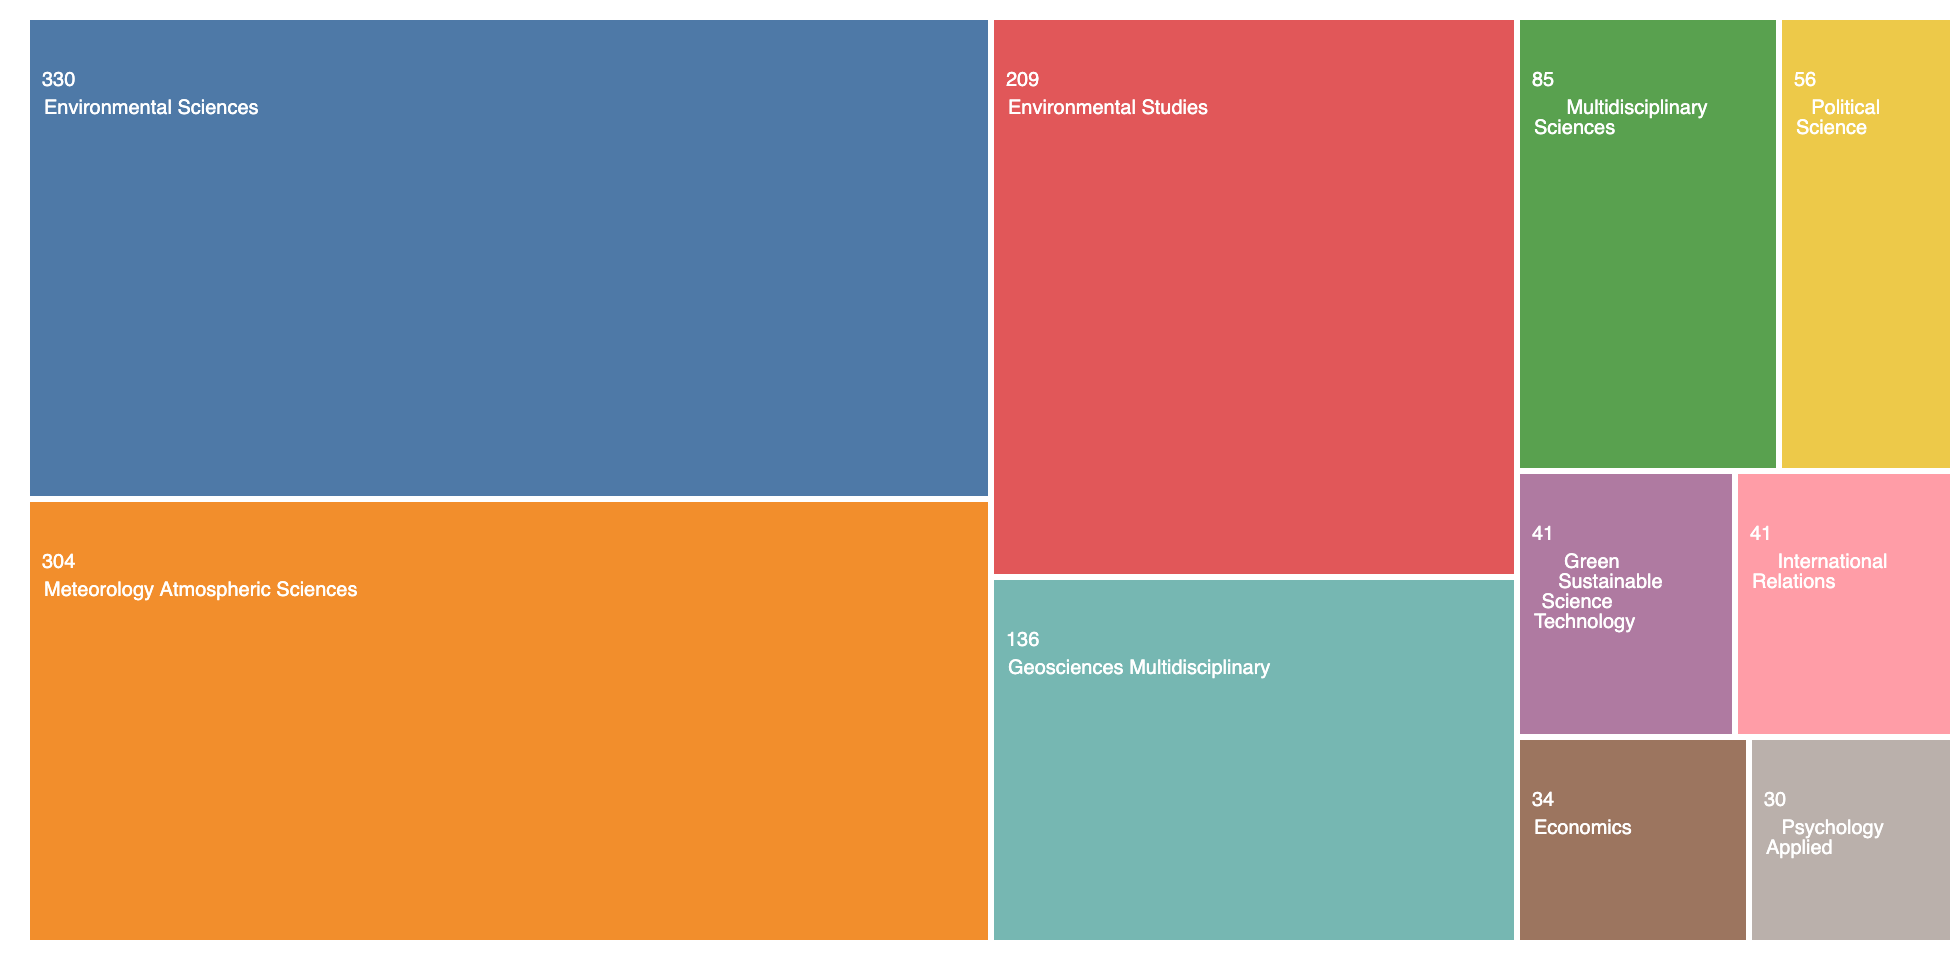 330
Environmental Sciences
304
Meteorology Atmospheric Sciences
209
Environmental Studies
136
Geosciences Multidisciplinary
85
Multidisciplinary
Sciences
56
Political
Science
41
Green
Sustainable
Science
Technology
41
International
Relations
34
Economics
30
Psychology
Applied